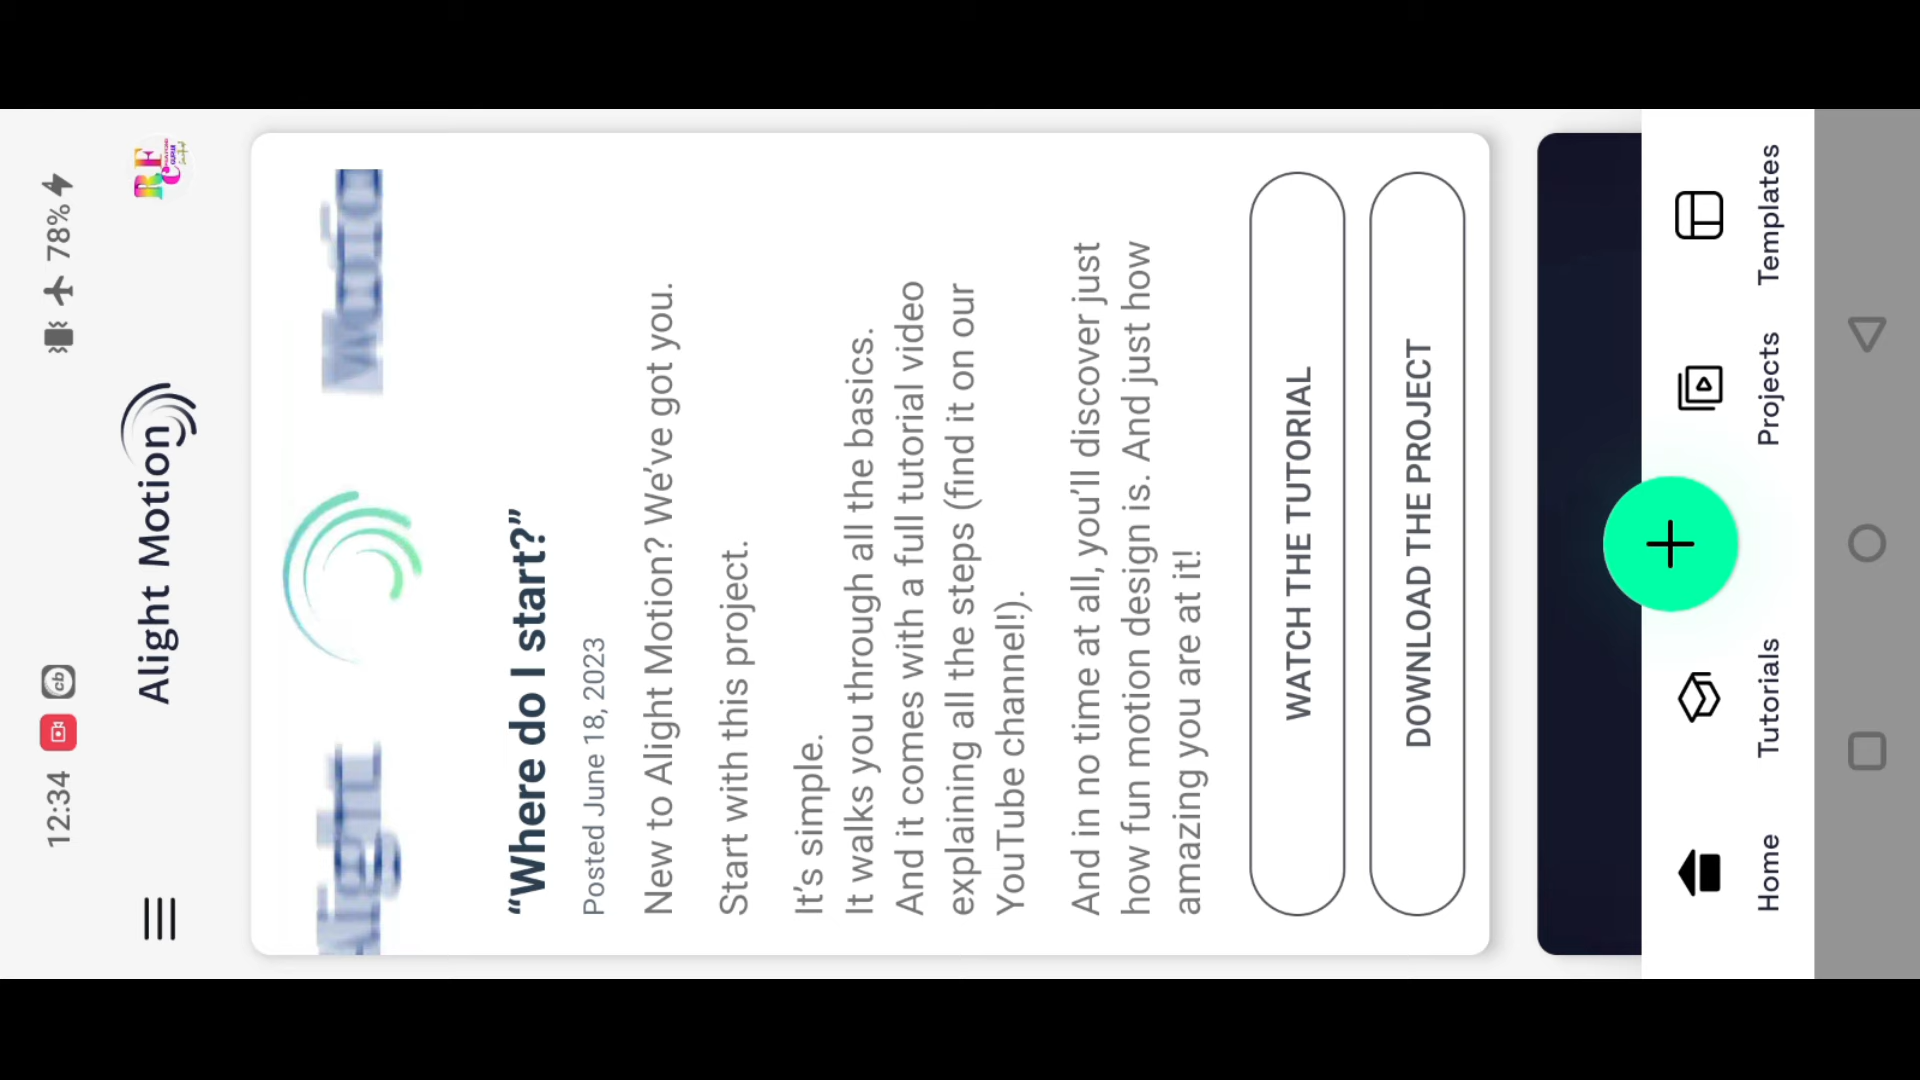 12:34
78%
Alight Motion
“Where do I start?”
Posted June 18, 2023
New to Alight Motion? We’ve got you.
Start with this project.
It’s simple.
It walks you through all the basics.
And it comes with a full tutorial video
explaining all the steps (find it on our
YouTube channel!).
And in no time at all, you’ll discover just
how fun motion design is. And just how
amazing you are at it!
WATCH THE TUTORIAL
DOWNLOAD THE PROJECT
Home
Tutorials
Projects
Templates